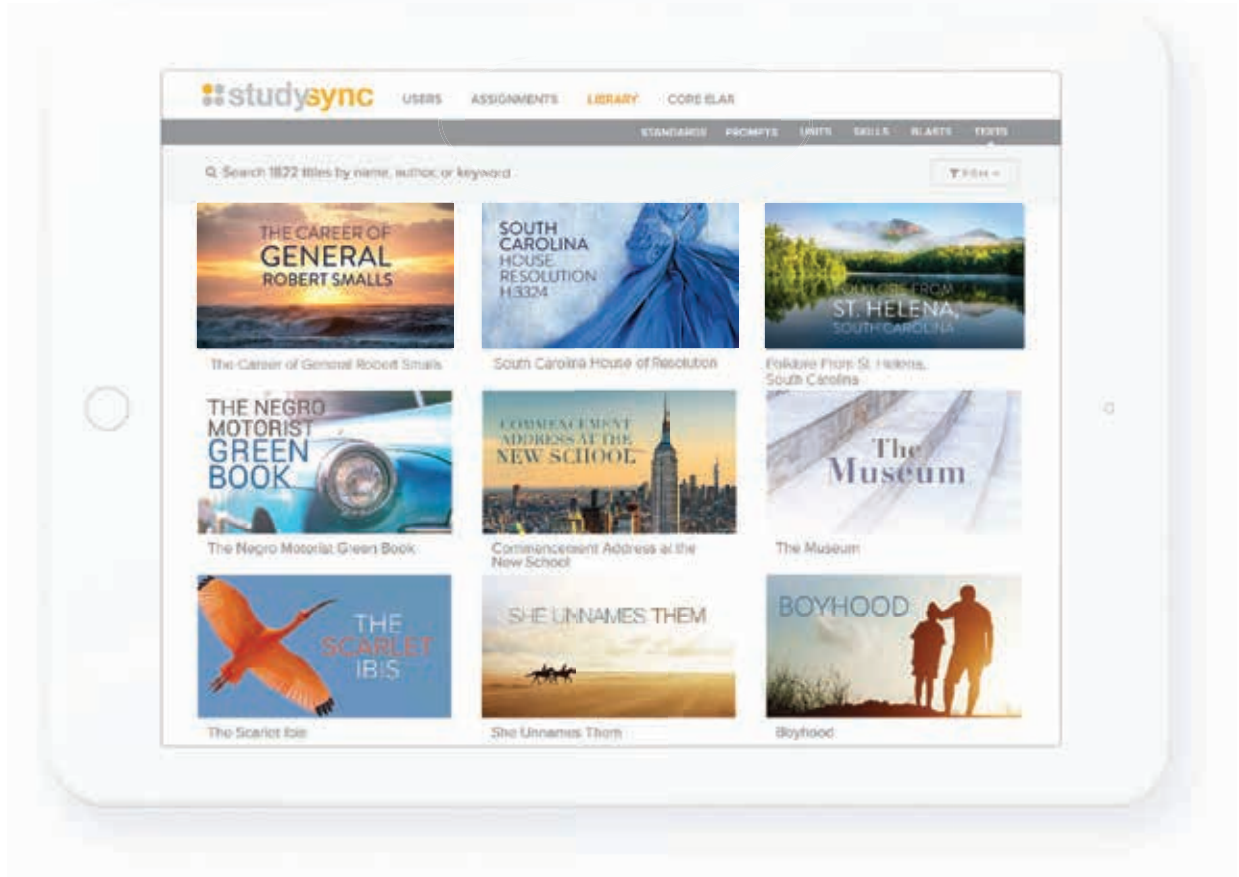 studysync USERS ASSIGNMENTS LIBRARY CORE ELAR
STANDARDS PROMPTS UNITS SKILLS BLASTS TEXTS
Search 1822 titles by name, author, or keyword
THE CAREER OF
GENERAL
ROBERT SMALLS
The Career of General Robert Smalls
SOUTH
CAROLINA
HOUSE
RESOLUTION
H.3324
South Carolina House of Resolution
FOLKLORE FROM
ST. HELENA,
SOUTH CAROLINA
Folklore From St. Helena,
South Carolina
THE NEGRO
MOTORIST
GREEN
BOOK
The Negro Motorist Green Book
COMMENCEMENT
ADDRESS AT THE
NEW SCHOOL
Commencement Address at the
New School
The
Museum
The Museum
THE
SCARLET
IBIS
The Scarlet Ibis
SHE UNNAMES THEM
She Unnames Them
BOYHOOD
Boyhood